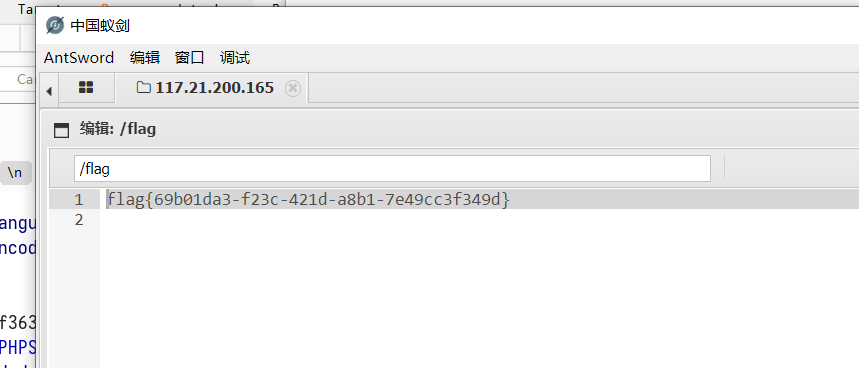 中国蚁剑
AntSword 编辑 窗口 调试
117.21.200.165
编辑: /flag
/flag
1 flag{69b01da3-f23c-421d-a8b1-7e49cc3f349d}
2
Ta
Ca
\n
angu
ncod
f363
PHPS